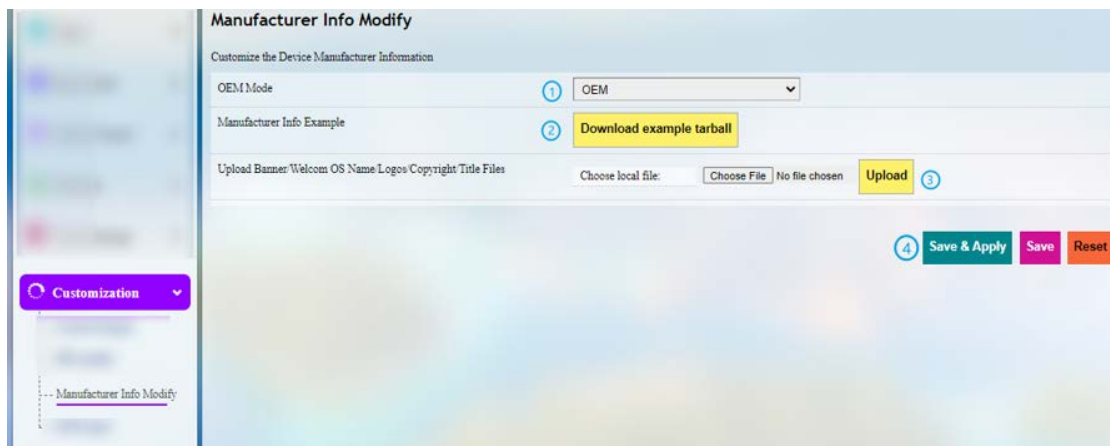 Manufacturer Info Modify
Customize the Device Manufacturer Information
OEM Mode
1
OEM
Manufacturer Info Example
2
Download example tarball
Upload Banner/Welcom OS Name/Logos/Copyright/Title Files
Choose local file:
Choose File No file chosen
Upload
3
4
Save & Apply
Save
Reset
Customization
Manufacturer Info Modify